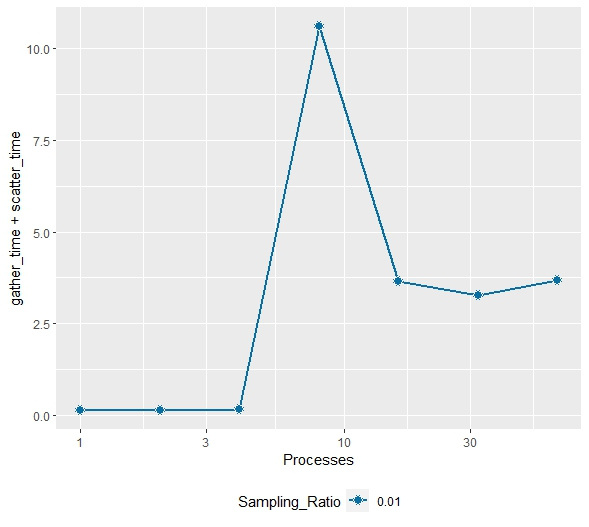 gather_time + scatter_time
10.0
7.5
5.0
2.5
0.0
1 3 10 30
Processes
Sampling_Ratio 0.01